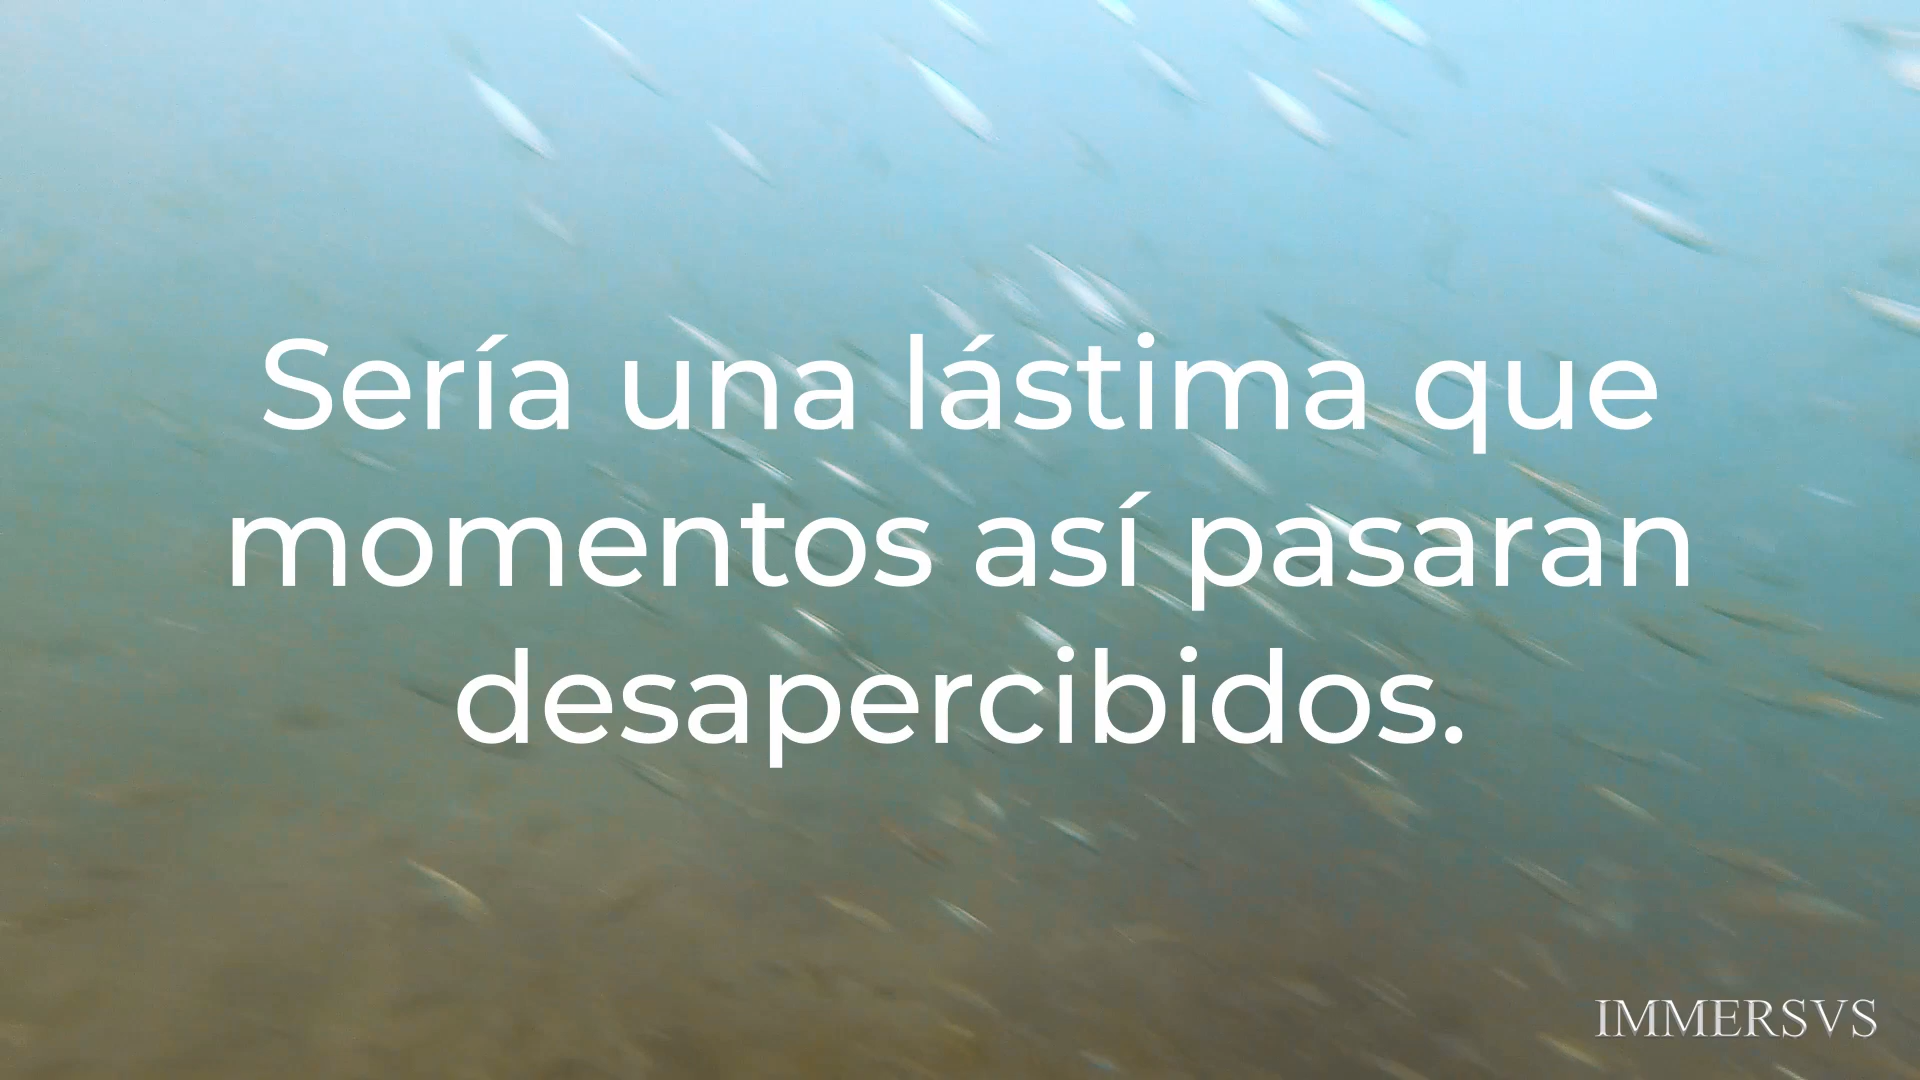 Sería una lástima que
momentos así pasaran
desapercibidos.
IMMERSVS